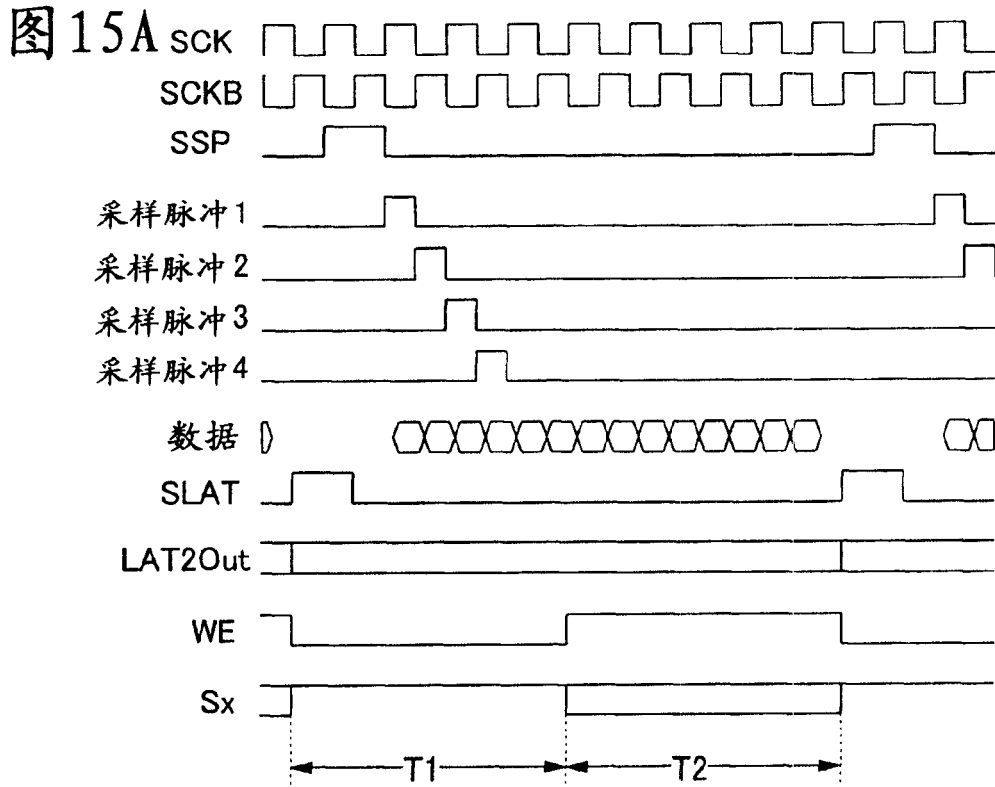 图15A
SCK
SCKB
SSP
采样脉冲1
采样脉冲2
采样脉冲3
采样脉冲4
数据
SLAT
LAT2Out
WE
Sx
T1
T2